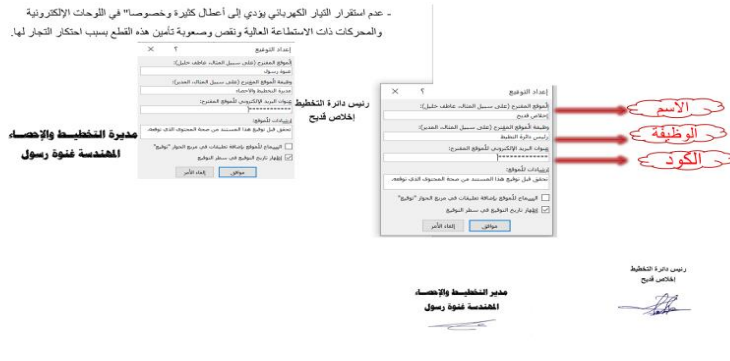 - عدم استقرار التيار الكهربائي يؤدي إلى أعطال كثيرة وخصوصا" في اللوحات الإلكترونية
والمحركات ذات الاستطاعة العالية ونقص وصعوبة تأمين هذه القطع بسبب احتكار التجار لها.
إعداد التوقيع
الموقع المقترح (على سبيل المثال، عاطف خليل):
إخلاص قديح
وظيفة الموقع المقترح (على سبيل المثال، المدير):
رئيس دائرة التخطيط
عنوان البريد الإلكتروني للموقع المقترح:
إرشادات للموقع:
تحقق قبل توقيع هذا المستند من صحة المحتوى الذي توقعه.
السماح للموقع بإضافة تعليقات في مربع الحوار "توقيع"
إظهار تاريخ التوقيع في سطر التوقيع
موافق
إلغاء الأمر
الاسم
الوظيفة
الكود
إعداد التوقيع
الموقع المقترح (على سبيل المثال، عاطف خليل):
غنوة رسول
وظيفة الموقع المقترح (على سبيل المثال، المدير):
مديرة التخطيط والإحصاء
عنوان البريد الإلكتروني للموقع المقترح:
إرشادات للموقع:
تحقق قبل توقيع هذا المستند من صحة المحتوى الذي توقعه.
السماح للموقع بإضافة تعليقات في مربع الحوار "توقيع"
إظهار تاريخ التوقيع في سطر التوقيع
موافق
إلغاء الأمر
رئيس دائرة التخطيط
إخلاص قديح
مديرة التخطيــط والإحصــاء
المهندسة غنوة رسول
رئيس دائرة التخطيط
إخلاص قديح
مدير التخطيــط والإحصــاء
المهندسة غنوة رسول